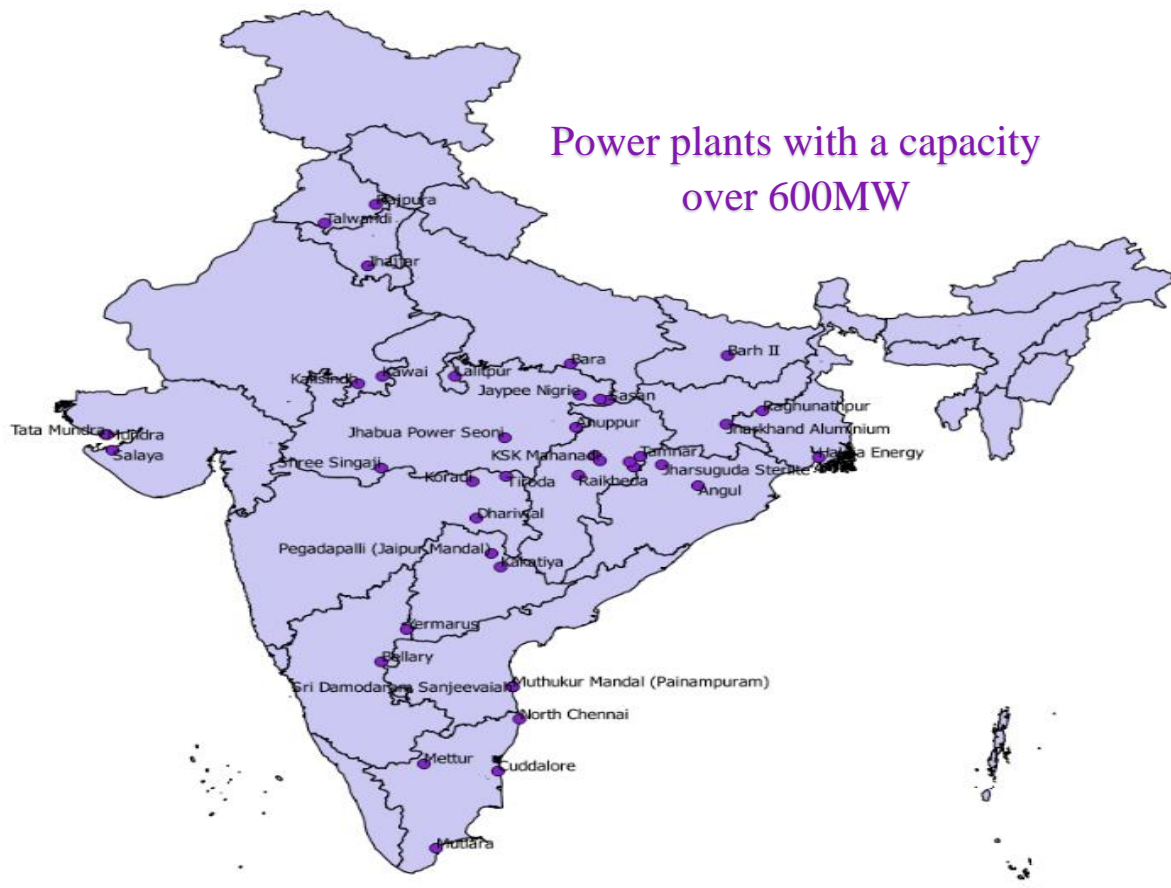 Power plants with a capacity
over 600MW
Rajpura
Talwandi
Jhajjar
Barh II
Bara
Kawai
Lalitpur
Kalisindh
Jaypee Nigrie
Sasan
Raghunathpur
Anuppur
Jharkhand Aluminium
Tata Mundra
Mundra
Jhabua Power Seoni
Salaya
KSK Mahanadi
Tamnar
Haldia Energy
Shree Singaji
Jharsuguda Sterlite
Koradi
Tiroda
Raikheda
Angul
Dhariwal
Pegadapalli (Jaipur Mandal)
Kakatiya
Yermarus
Bellary
Sri Damodaram Sanjeevaiah
Muthukur Mandal (Painampuram)
North Chennai
Mettur
Cuddalore
Mutiara